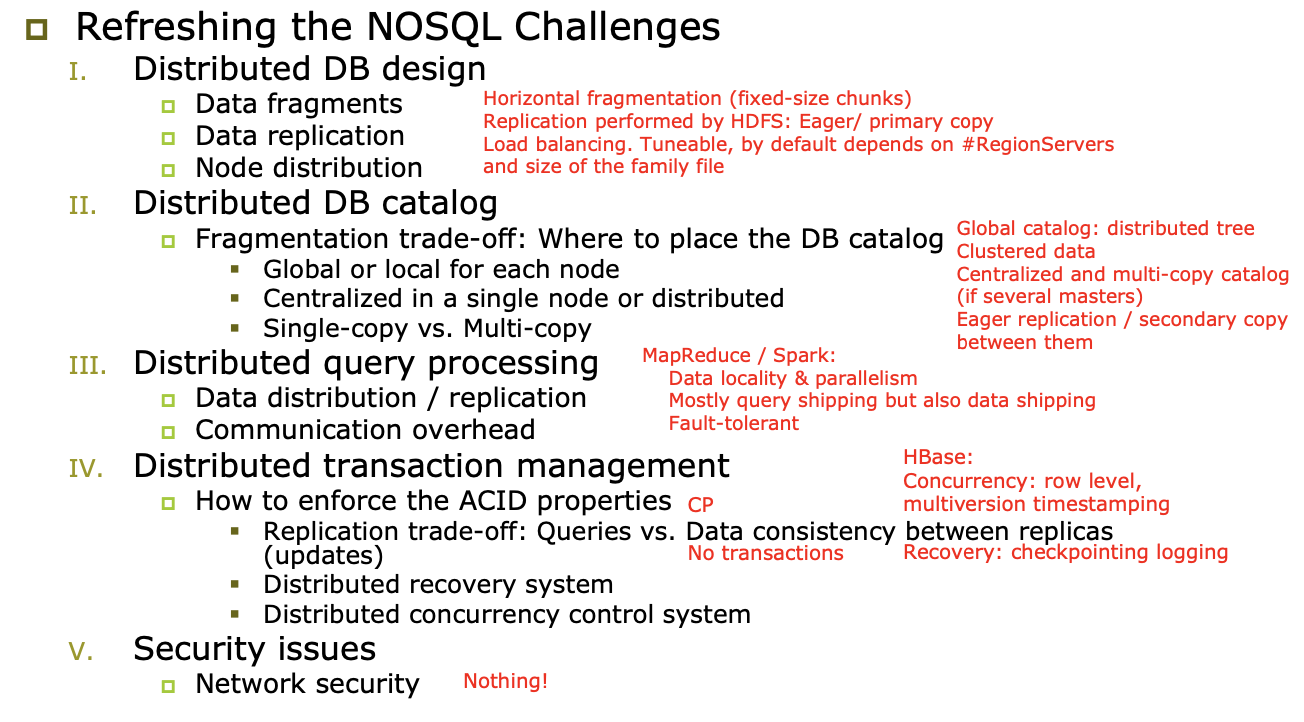 Refreshing the NOSQL Challenges
I. Distributed DB design
Data fragments
Horizontal fragmentation (fixed-size chunks)
Data replication
Replication performed by HDFS: Eager/ primary copy
Node distribution
Load balancing. Tuneable, by default depends on #RegionServers
and size of the family file
II. Distributed DB catalog
Fragmentation trade-off: Where to place the DB catalog
Global or local for each node
Centralized in a single node or distributed
Single-copy vs. Multi-copy
Global catalog: distributed tree
Clustered data
Centralized and multi-copy catalog
(if several masters)
Eager replication / secondary copy
between them
III. Distributed query processing
Data distribution / replication
Communication overhead
MapReduce / Spark:
Data locality & parallelism
Mostly query shipping but also data shipping
Fault-tolerant
IV. Distributed transaction management
How to enforce the ACID properties
CP
HBase:
Concurrency: row level,
multiversion timestamping
Replication trade-off: Queries vs. Data consistency between replicas
(updates)
No transactions
Recovery: checkpointing logging
Distributed recovery system
Distributed concurrency control system
V. Security issues
Network security
Nothing!